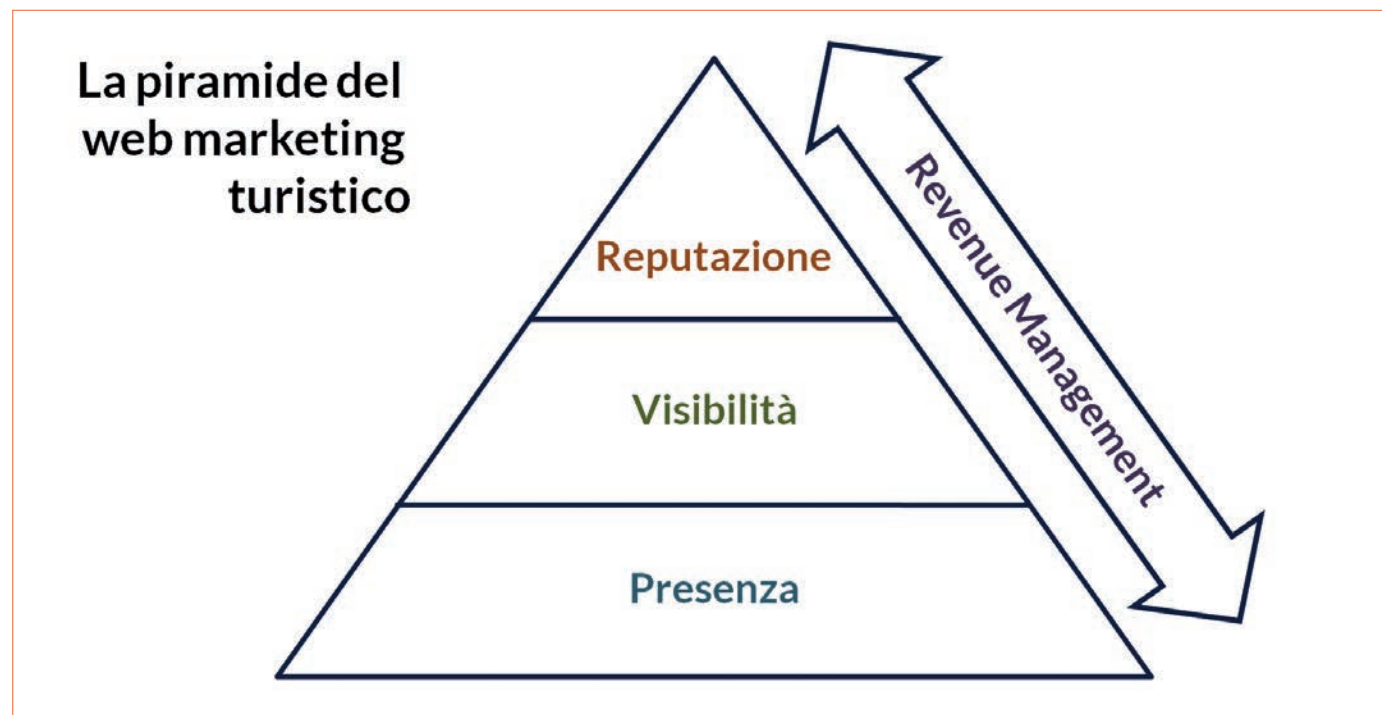 La piramide del
web marketing
turistico
Reputazione
Visibilità
Presenza
Revenue Management